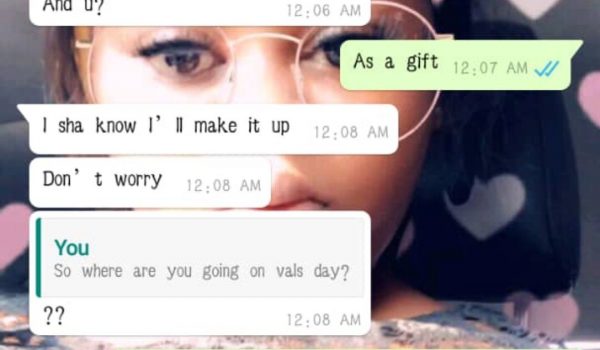 And u?
12:06 AM
As a gift 12:07 AM
I sha know I'll make it up 12:08 AM
Don't worry 12:08 AM
You
So where are you going on vals day?
??
12:08 AM